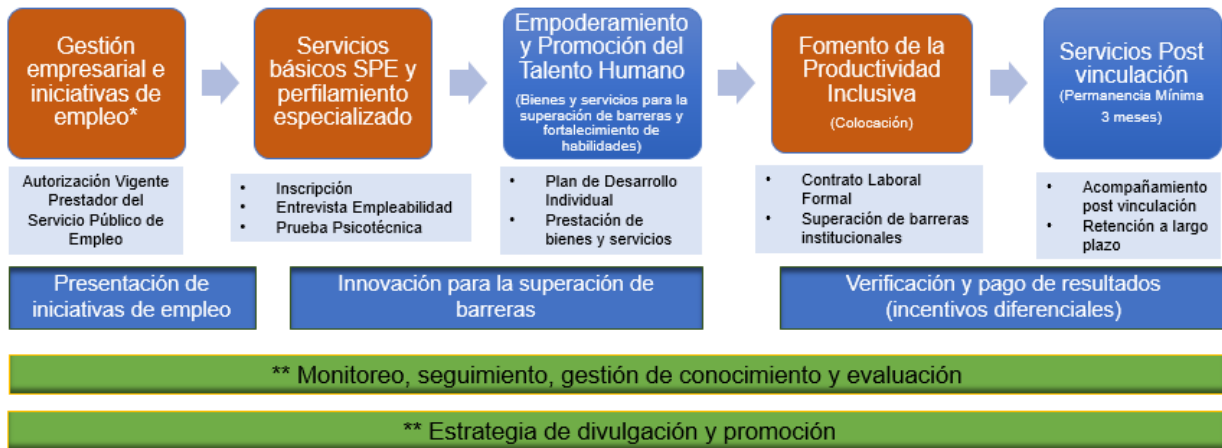 Gestión
empresarial e
iniciativas de
empleo*
Servicios
básicos SPE y
perfilamiento
especializado
Empoderamiento
y Promoción del
Talento Humano
(Bienes y servicios para la
superación de barreras y
fortalecimiento de
habilidades)
Fomento de la
Productividad
Inclusiva
(Colocación)
Servicios Post
vinculación
(Permanencia Mínima
3 meses)
Autorización Vigente
Prestador del
Servicio Público de
Empleo
• Inscripción
• Entrevista Empleabilidad
• Prueba Psicotécnica
• Plan de Desarrollo
Individual
• Prestación de
bienes y servicios
• Contrato Laboral
Formal
• Superación de barreras
institucionales
• Acompañamiento
post vinculación
• Retención a largo
plazo
Presentación de
iniciativas de empleo
Innovación para la superación de
barreras
Verificación y pago de resultados
(incentivos diferenciales)
** Monitoreo, seguimiento, gestión de conocimiento y evaluación
** Estrategia de divulgación y promoción